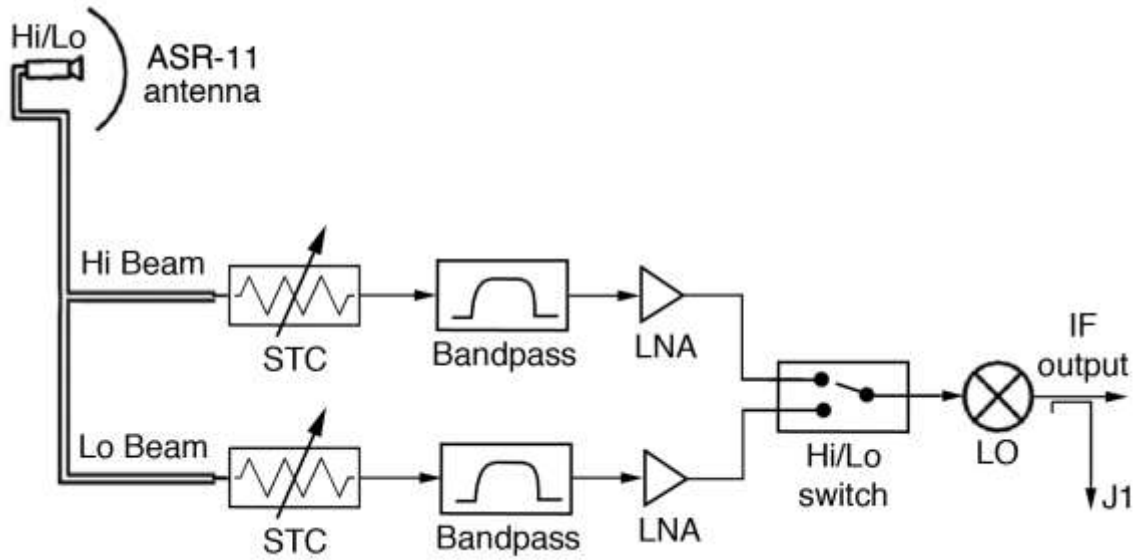 Hi/Lo
ASR-11
antenna
Hi Beam
STC
Bandpass
LNA
Lo Beam
STC
Bandpass
LNA
Hi/Lo
switch
LO
IF
output
J1